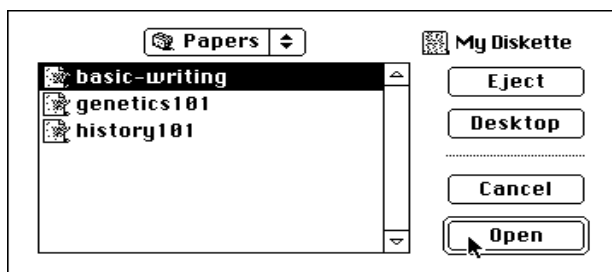 Papers
My Diskette
basic-writing
genetics101
history101
Eject
Desktop
Cancel
Open